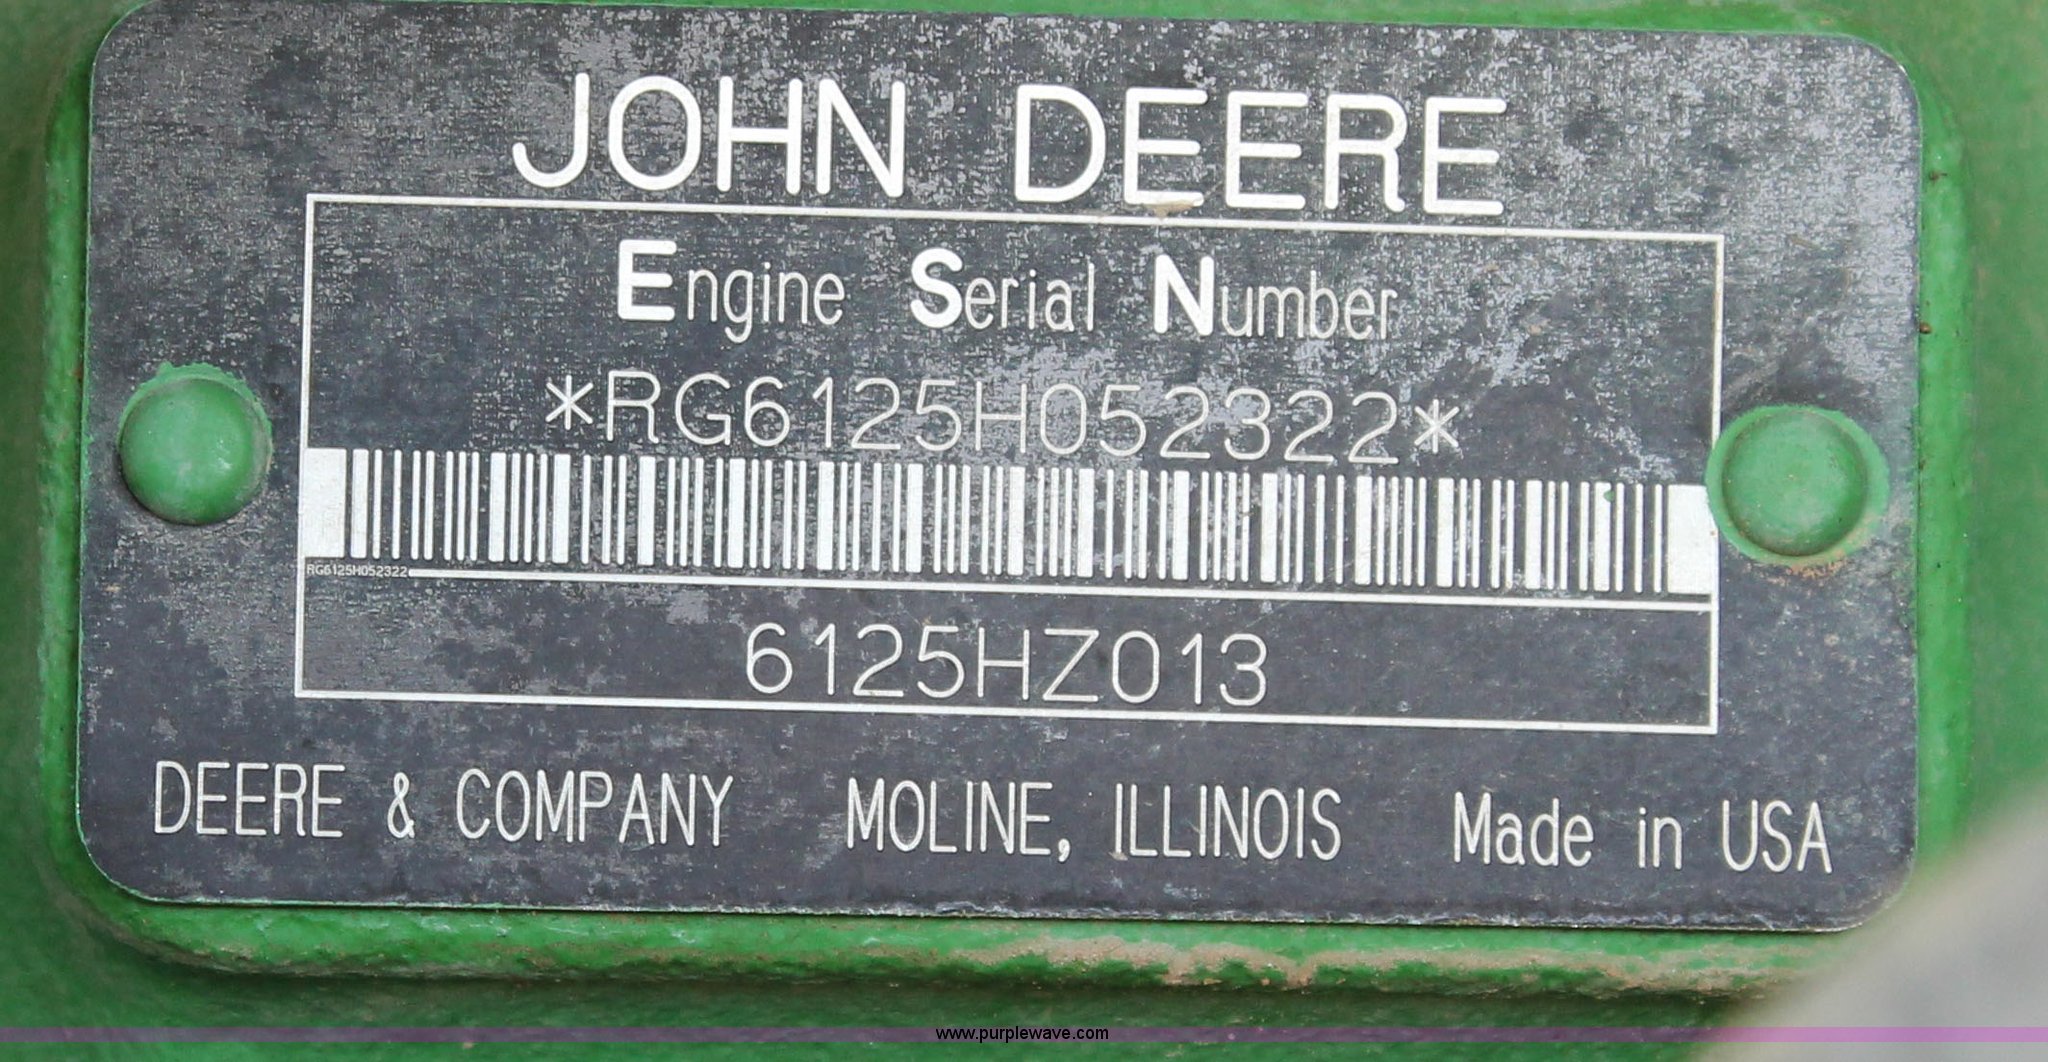 JOHN DEERE
Engine Serial Number
*RG6125H052322*
RG6125H052322
6125HZ013
DEERE & COMPANY MOLINE, ILLINOIS Made in USA
www.purplewave.com